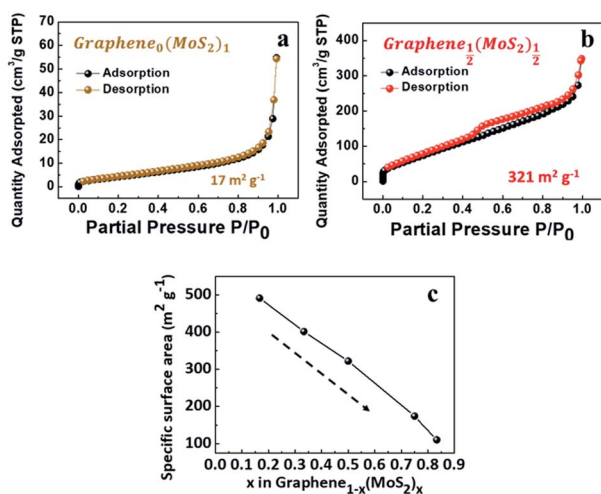 Graphene₀(MoS₂)₁
a
Adsorption
Desorption
17 m² g⁻¹
Quantity Adsorpted (cm³/g STP)
70
60
50
40
30
20
10
0
0.0 0.2 0.4 0.6 0.8 1.0
Partial Pressure P/P₀
Graphene₁⁄₂(MoS₂)₁⁄₂
b
Adsorption
Desorption
321 m² g⁻¹
Quantity Adsorpted (cm³/g STP)
400
300
200
100
0
0.0 0.2 0.4 0.6 0.8 1.0
Partial Pressure P/P₀
c
Specific surface area (m² g⁻¹)
500
400
300
200
100
0.0 0.1 0.2 0.3 0.4 0.5 0.6 0.7 0.8 0.9
x in Graphene₁₋ₓ(MoS₂)ₓ